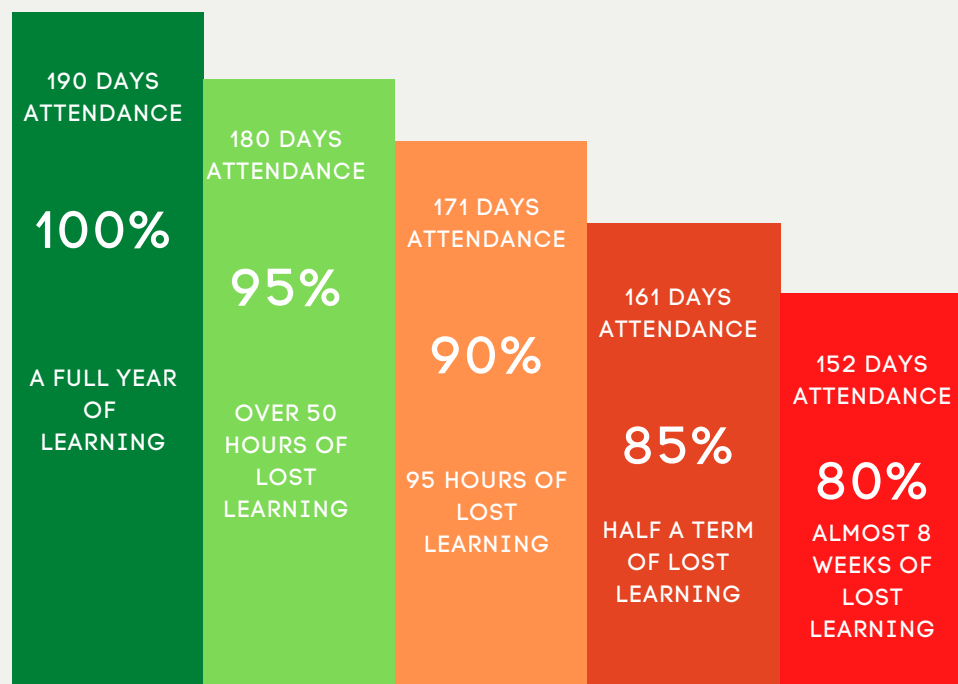 190 DAYS
ATTENDANCE
100%
A FULL YEAR
OF
LEARNING
180 DAYS
ATTENDANCE
95%
OVER 50
HOURS OF
LOST
LEARNING
171 DAYS
ATTENDANCE
90%
95 HOURS OF
LOST
LEARNING
161 DAYS
ATTENDANCE
85%
HALF A TERM
OF LOST
LEARNING
152 DAYS
ATTENDANCE
80%
ALMOST 8
WEEKS OF
LOST
LEARNING